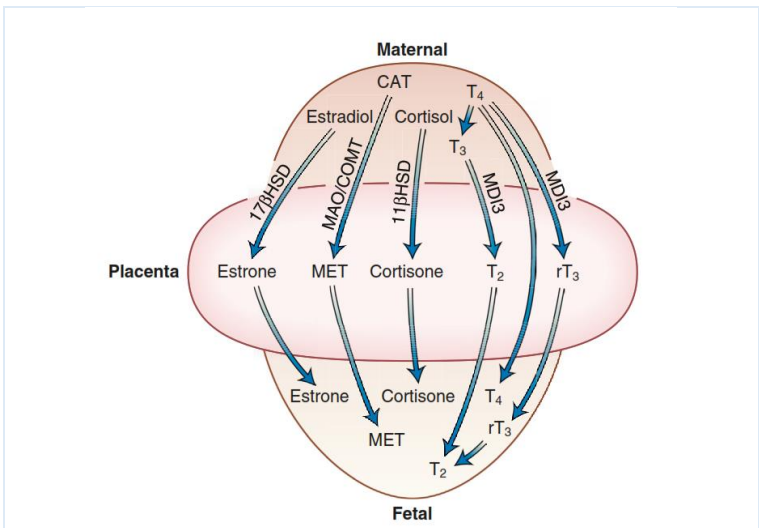 Maternal
CAT
T4
Estradiol
Cortisol
T3
17βHSD
MAO/COMT
11βHSD
MDI3
MDI3
Placenta
Estrone
MET
Cortisone
T2
rT3
Estrone
Cortisone
T4
rT3
MET
T2
Fetal